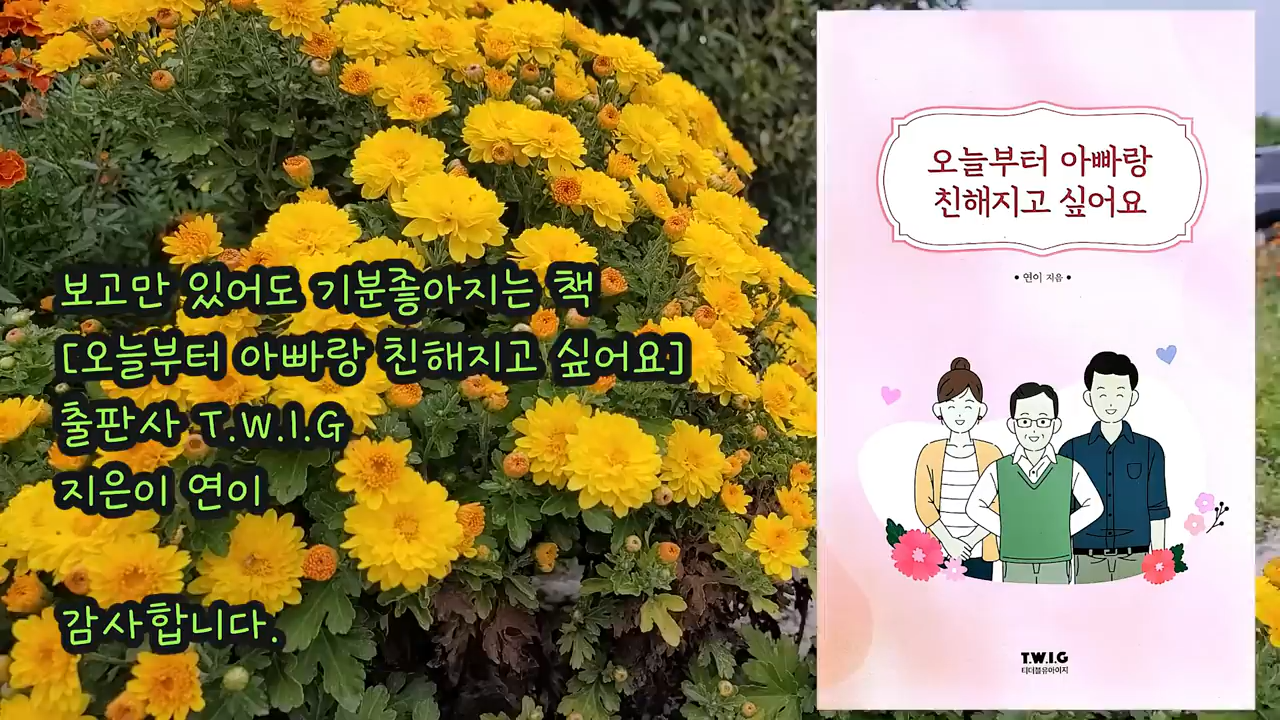 보고만 있어도 기분좋아지는 책
[오늘부터 아빠랑 친해지고 싶어요]
출판사 T.W.I.G
지은이 연이
감사합니다.
오늘부터 아빠랑
친해지고 싶어요
• 연이 지음 •
T.W.I.G
티더블유아이지